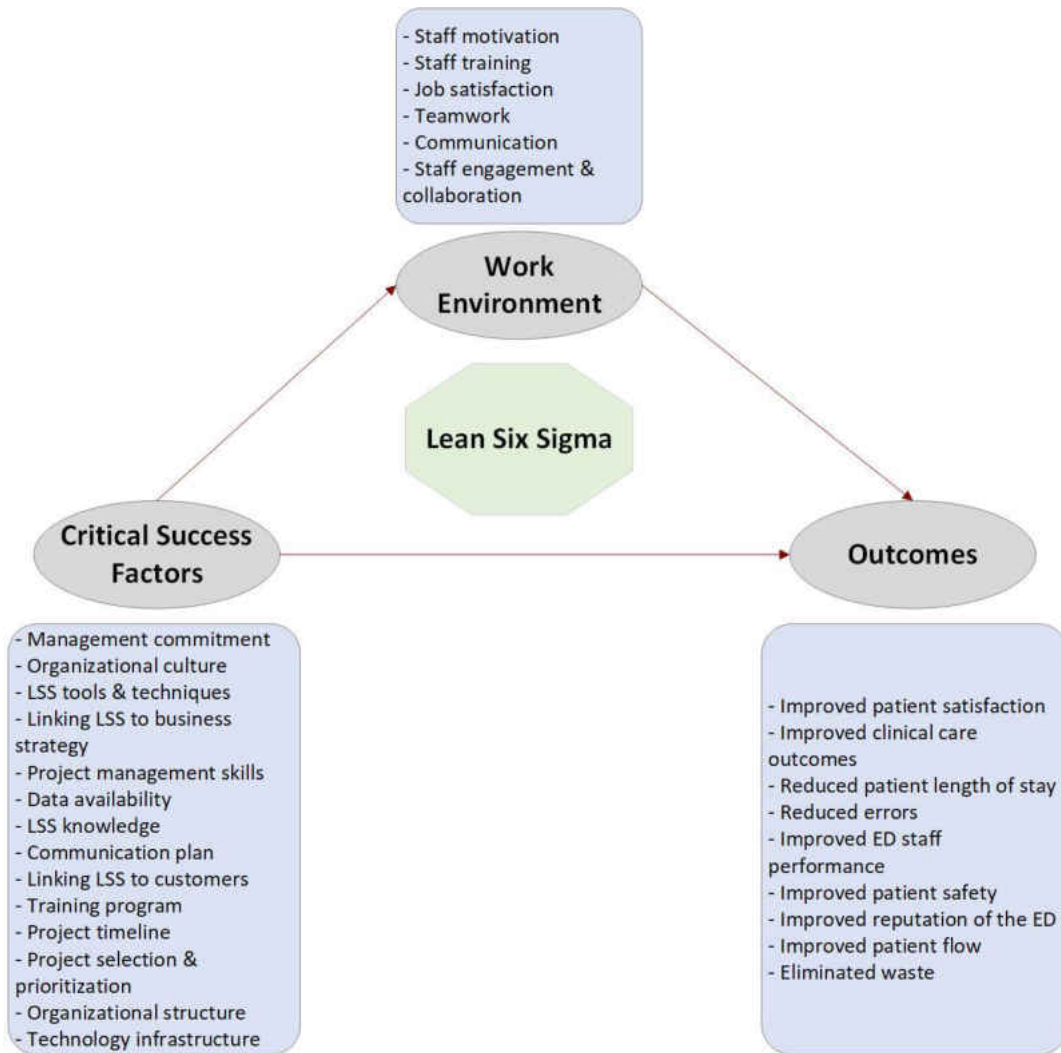 - Staff motivation
- Staff training
- Job satisfaction
- Teamwork
- Communication
- Staff engagement &
collaboration
Work
Environment
Lean Six Sigma
Critical Success
Factors
Outcomes
- Management commitment
- Organizational culture
- LSS tools & techniques
- Linking LSS to business
strategy
- Project management skills
- Data availability
- LSS knowledge
- Communication plan
- Linking LSS to customers
- Training program
- Project timeline
- Project selection &
prioritization
- Organizational structure
- Technology infrastructure
- Improved patient satisfaction
- Improved clinical care
outcomes
- Reduced patient length of stay
- Reduced errors
- Improved ED staff
performance
- Improved patient safety
- Improved reputation of the ED
- Improved patient flow
- Eliminated waste